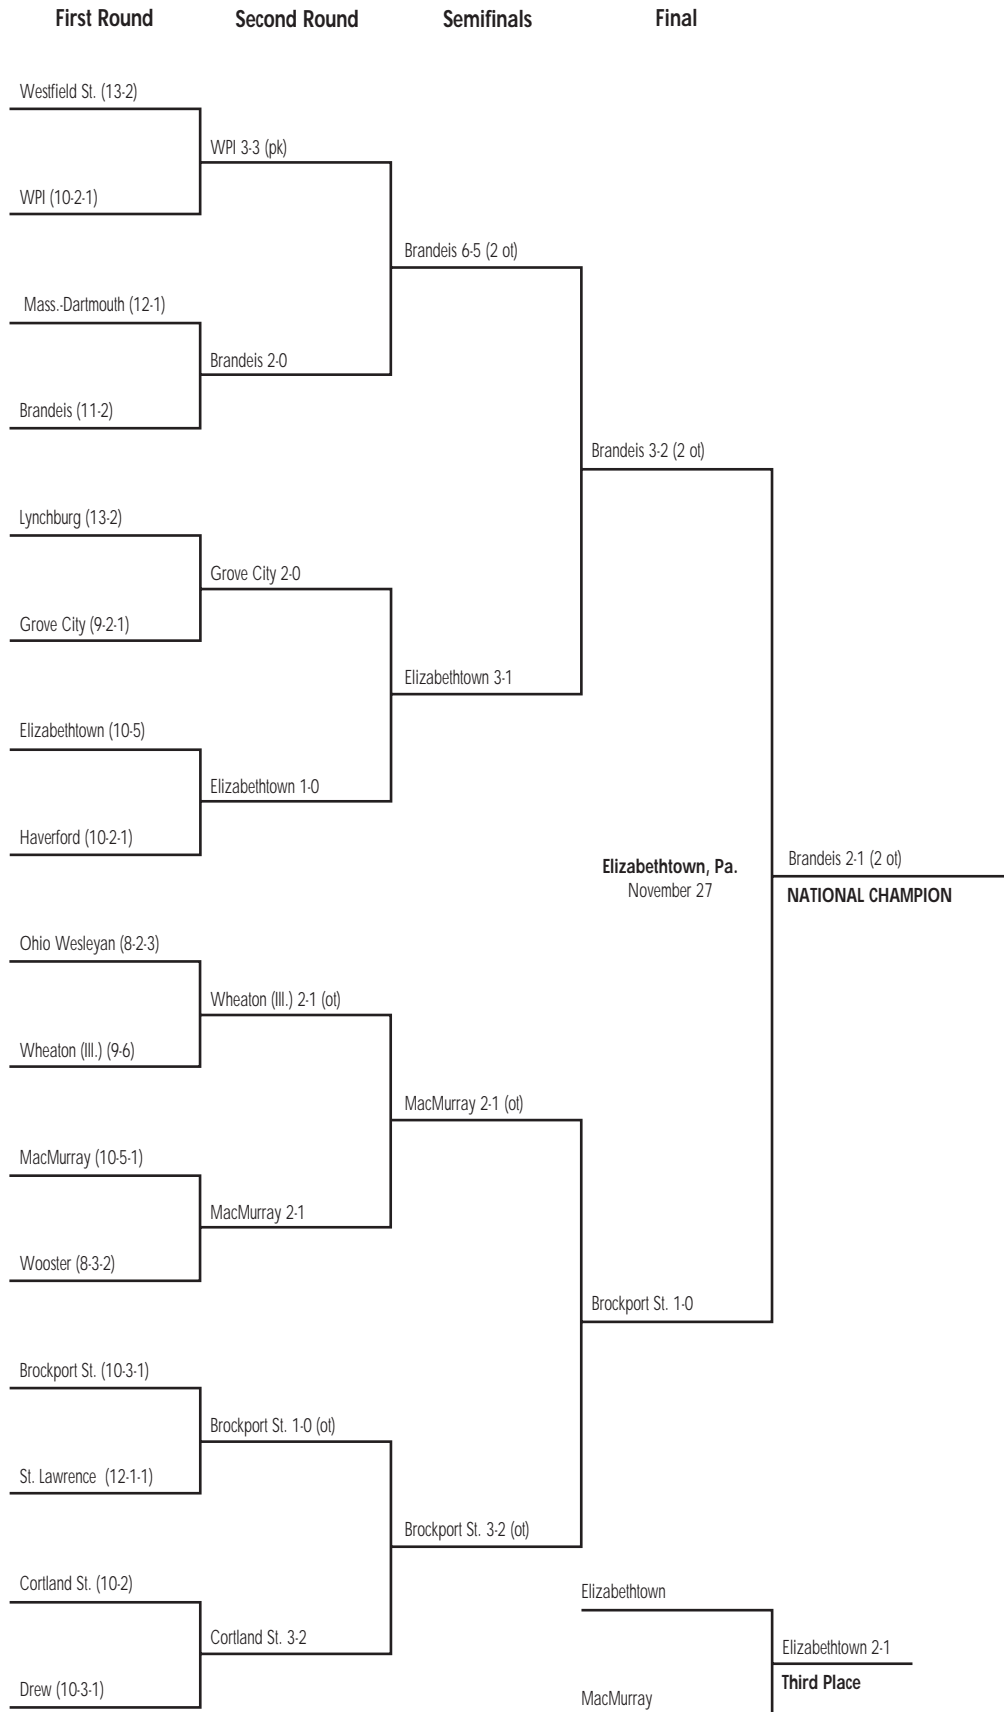 First Round
Second Round
Semifinals
Final
Westfield St. (13-2)
WPI 3-3 (pk)
WPI (10-2-1)
Brandeis 6-5 (2 ot)
Mass.-Dartmouth (12-1)
Brandeis 2-0
Brandeis (11-2)
Brandeis 3-2 (2 ot)
Lynchburg (13-2)
Grove City 2-0
Grove City (9-2-1)
Elizabethtown 3-1
Elizabethtown (10-5)
Elizabethtown 1-0
Haverford (10-2-1)
Elizabethtown, Pa.
November 27
Brandeis 2-1 (2 ot)
NATIONAL CHAMPION
Ohio Wesleyan (8-2-3)
Wheaton (Ill.) 2-1 (ot)
Wheaton (Ill.) (9-6)
MacMurray 2-1 (ot)
MacMurray (10-5-1)
MacMurray 2-1
Wooster (8-3-2)
Brockport St. 1-0
Brockport St. (10-3-1)
Brockport St. 1-0 (ot)
St. Lawrence (12-1-1)
Brockport St. 3-2 (ot)
Cortland St. (10-2)
Cortland St. 3-2
Drew (10-3-1)
Elizabethtown
Elizabethtown 2-1
Third Place
MacMurray